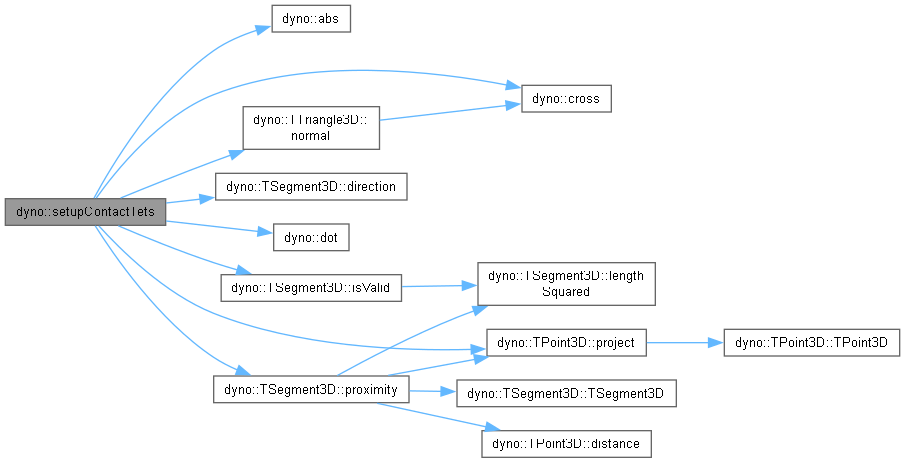 dyno::abs
dyno::cross
dyno::TTriangle3D::
normal
dyno::TSegment3D::direction
dyno::setupContactTets
dyno::dot
dyno::TSegment3D::isValid
dyno::TSegment3D::length
Squared
dyno::TPoint3D::project
dyno::TPoint3D::TPoint3D
dyno::TSegment3D::proximity
dyno::TSegment3D::TSegment3D
dyno::TPoint3D::distance